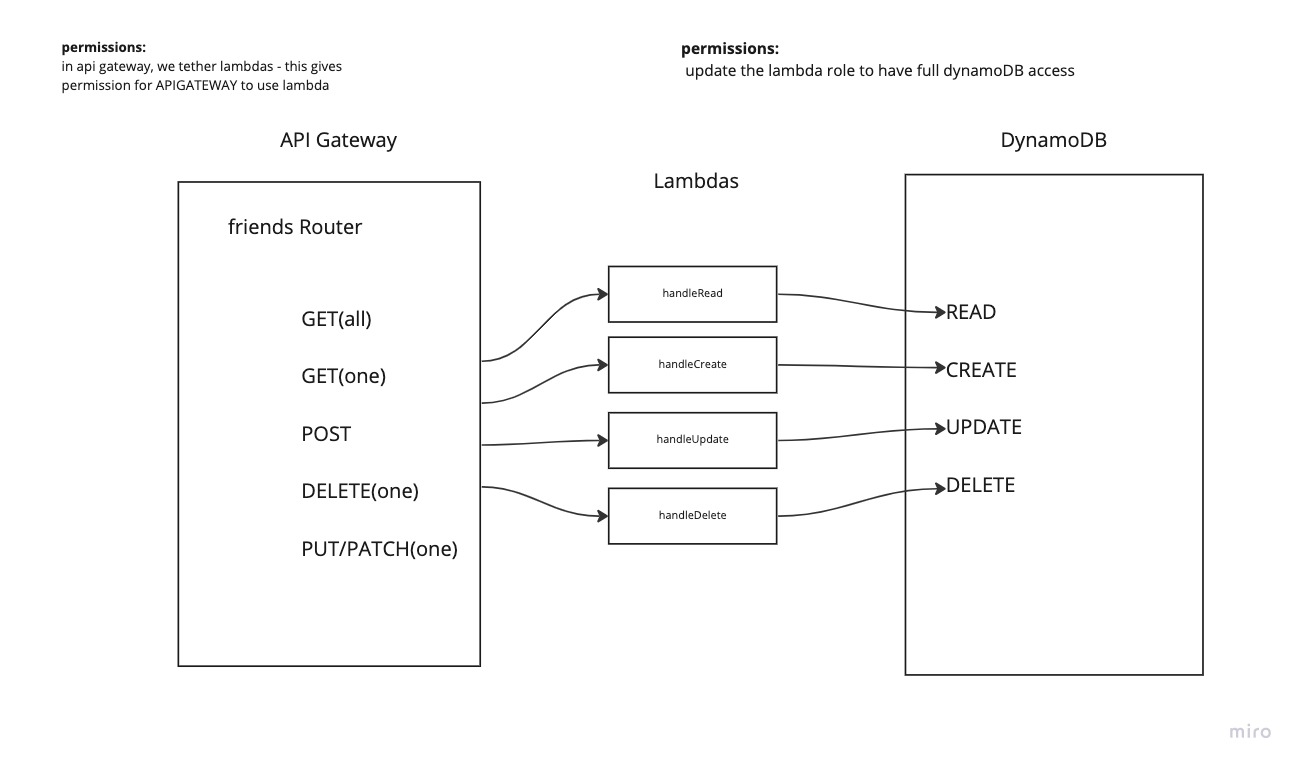 permissions:
in api gateway, we tether lambdas - this gives
permission for APIGATEWAY to use lambda
permissions:
update the lambda role to have full dynamoDB access
API Gateway
Lambdas
DynamoDB
friends Router
GET(all)
GET(one)
POST
DELETE(one)
PUT/PATCH(one)
handleRead
handleCreate
handleUpdate
handleDelete
READ
CREATE
UPDATE
DELETE
miro